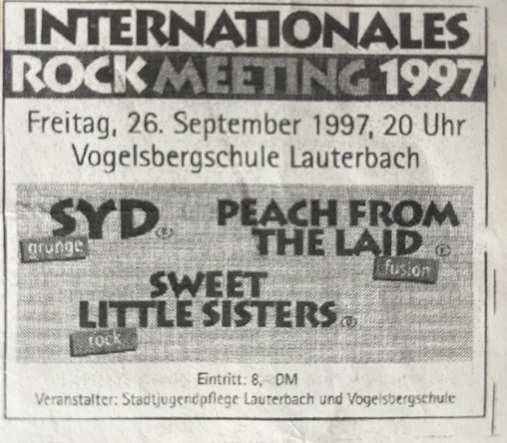 INTERNATIONALES
ROCK MEETING 1997
Freitag, 26. September 1997, 20 Uhr
Vogelsbergschule Lauterbach
SYD
grunge
PEACH FROM
THE LAID
fusion
SWEET
LITTLE SISTERS
rock
Eintritt: 8,- DM
Veranstalter: Stadtjugendpflege Lauterbach und Vogelsbergschule